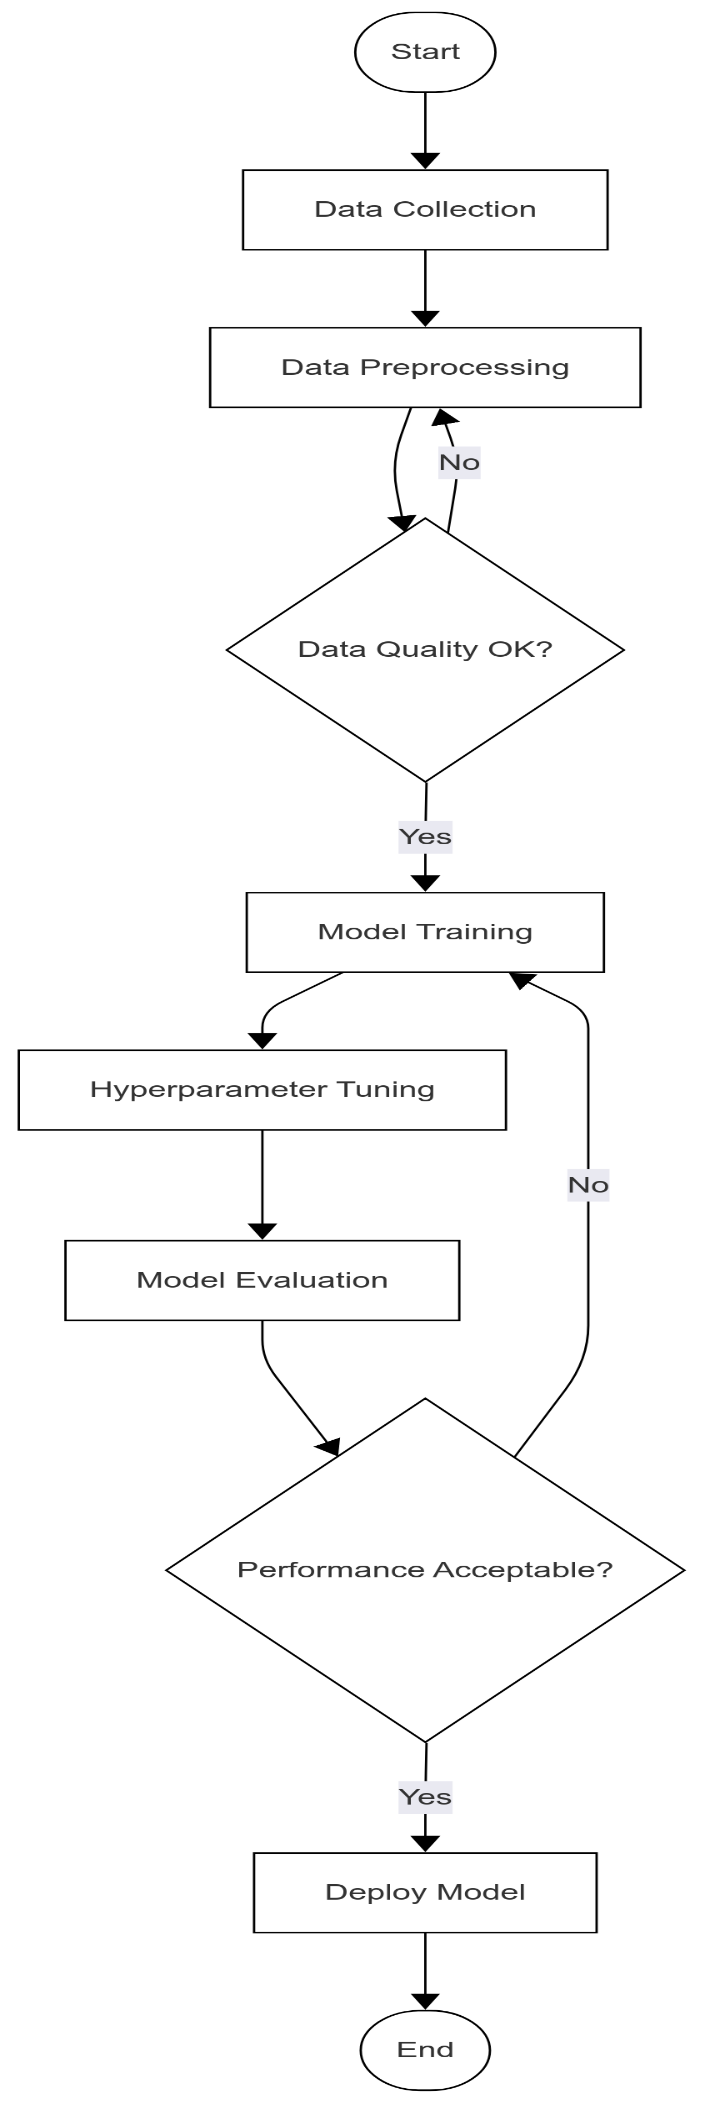 Start
Data Collection
Data Preprocessing
No
Data Quality OK?
Yes
Model Training
Hyperparameter Tuning
No
Model Evaluation
Performance Acceptable?
Yes
Deploy Model
End